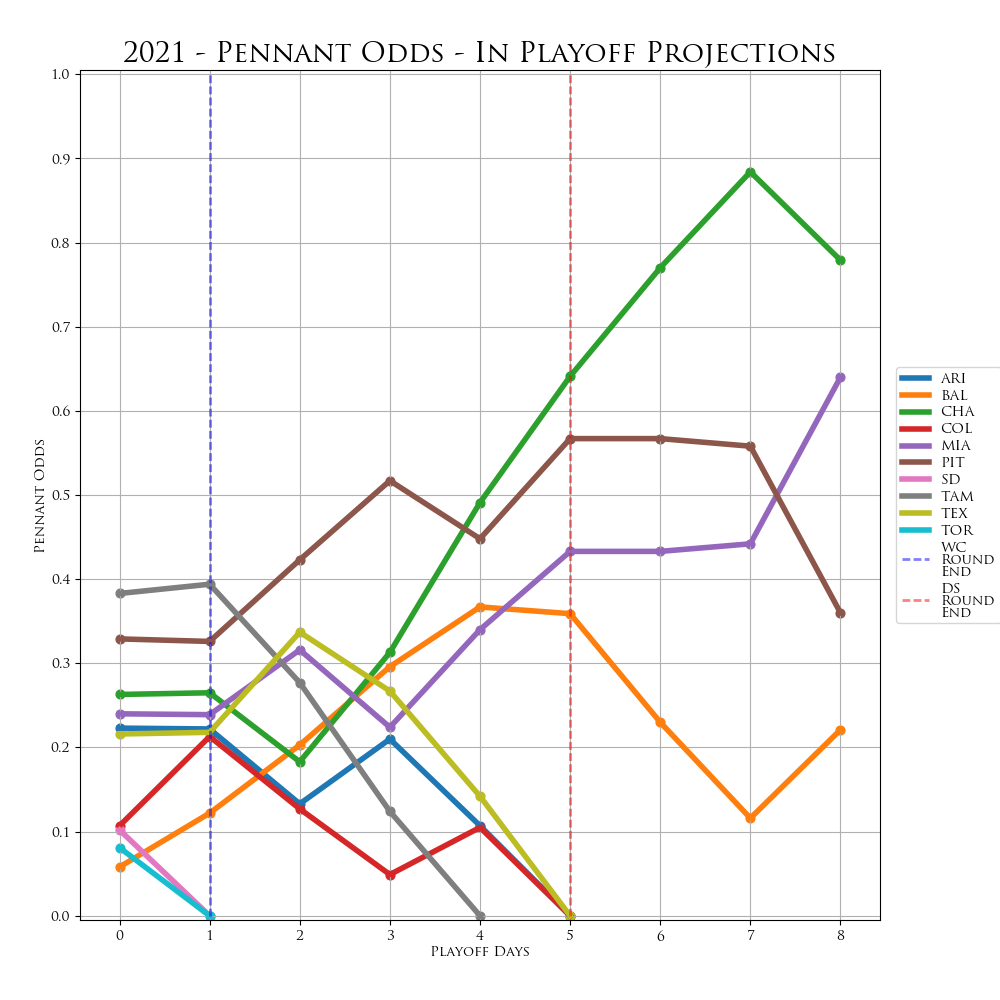 2021 - Pennant Odds - In Playoff Projections
1.0
0.9
0.8
0.7
0.6
0.5
0.4
0.3
0.2
0.1
0.0
Pennant Odds
0 1 2 3 4 5 6 7 8
Playoff Days
ARI
BAL
CHA
COL
MIA
PIT
SD
TAM
TEX
TOR
WC
Round
End
DS
Round
End